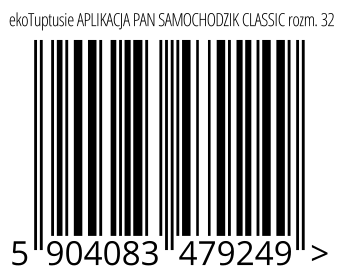 ekoTuptusie APLIKACJA PAN SAMOCHODZIK CLASSIC rozm. 32
5 904083 479249 >